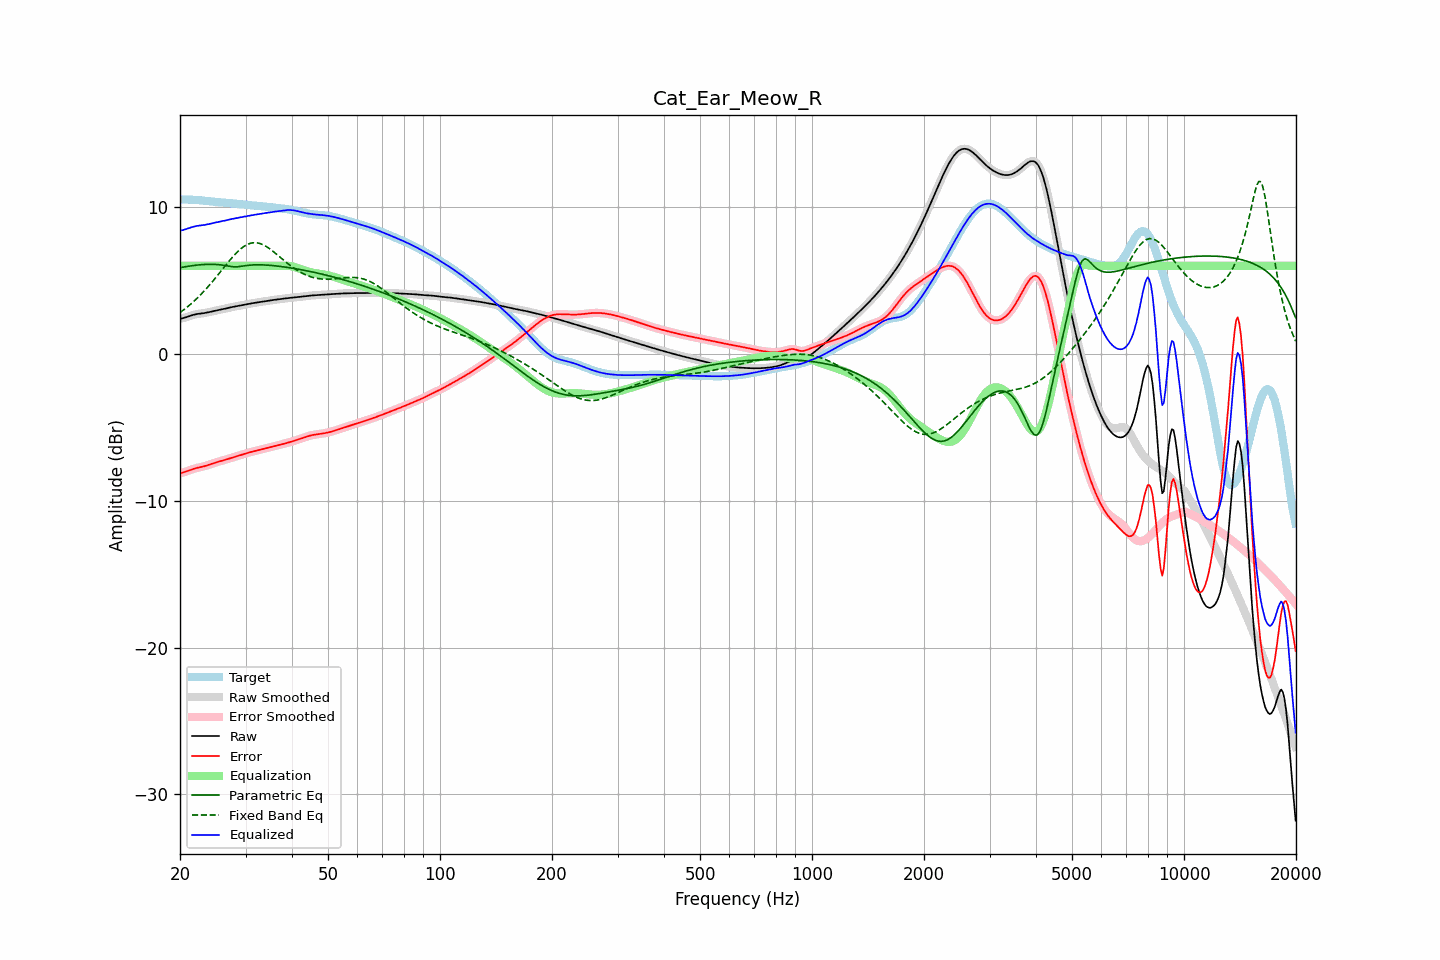 Cat_Ear_Meow_R
Amplitude (dBr)
10
0
−10
−20
−30
Target
Raw Smoothed
Error Smoothed
Raw
Error
Equalization
Parametric Eq
Fixed Band Eq
Equalized
20 50 100 200 500 1000 2000 5000 10000 20000
Frequency (Hz)